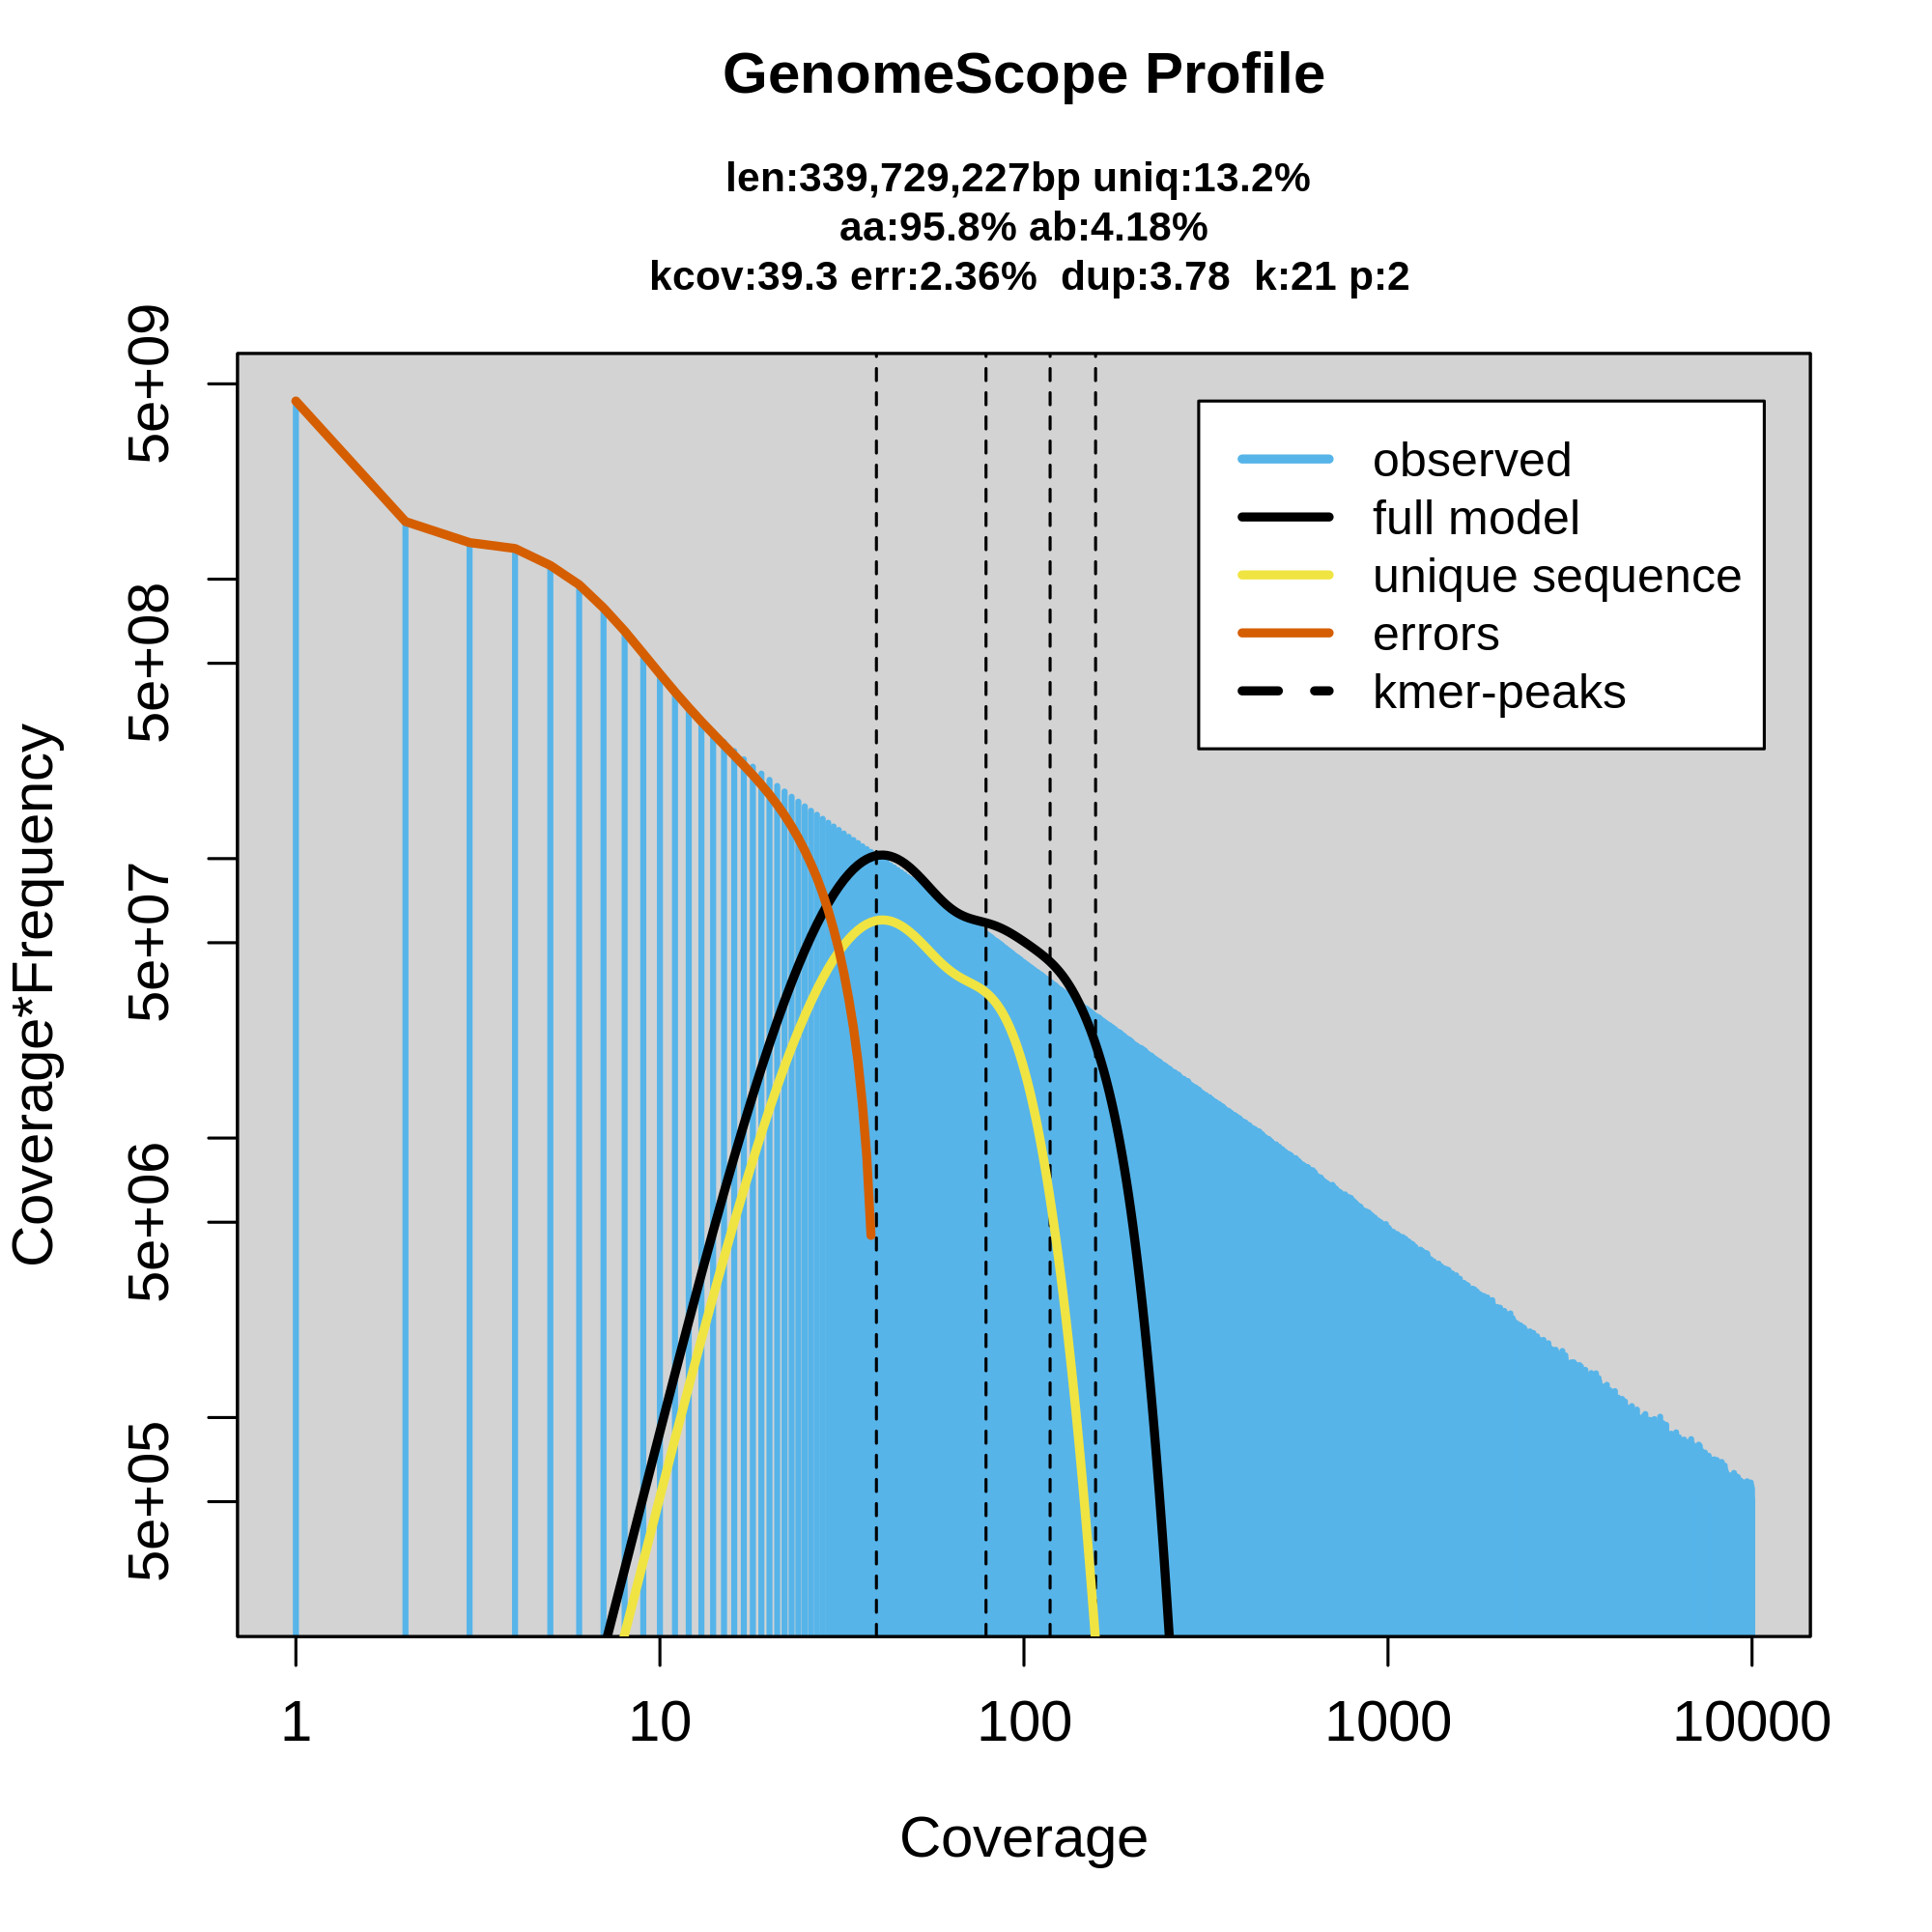 GenomeScope Profile
len:339,729,227bp uniq:13.2%
aa:95.8% ab:4.18%
kcov:39.3 err:2.36%  dup:3.78  k:21 p:2
5e+09
5e+08
5e+07
5e+06
5e+05
Coverage*Frequency
observed
full model
unique sequence
errors
kmer-peaks
1 10 100 1000 10000
Coverage